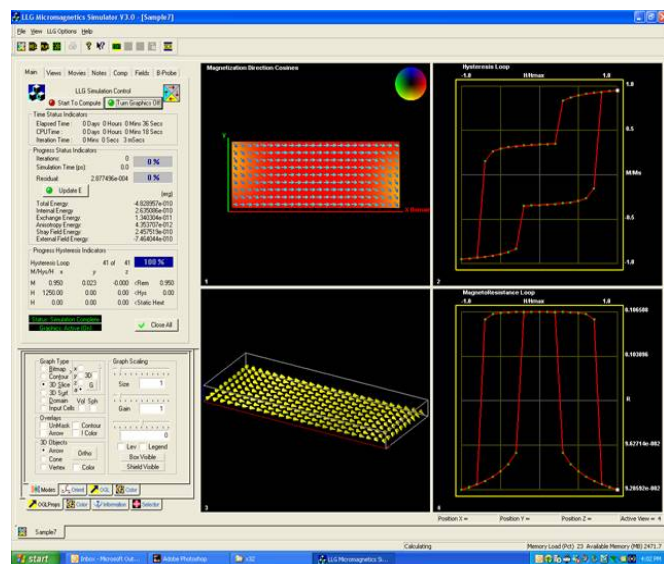 LLG Micromagnetics Simulator V3.0 - [Sample7]
File View LLG Options Help
Main Views Movies Notes Comp Fields B-Probe
LLG Simulation Control
Start To Compute Turn Graphics Off
Time Status Indicators
Elapsed Time : 0 Days 0 Hours 0 Mins 36 Secs
CPUTime : 0 Days 0 Hours 0 Mins 18 Secs
Iteration Time : 0 Mins 0 Secs 3 mSecs
Progress Status Indicators
Iterations: 0 0 %
Simulation Time (ps): 0.0
Residual: 2.877496e-004 0 %
Update E (erg)
Total Energy: -4.828957e-010
Internal Energy: 2.635086e-010
Exchange Energy: 1.340304e-011
Anisotropy Energy: 4.353707e-012
Stray Field Energy: 2.457519e-010
External Field Energy: -7.464044e-010
Progress Hysteresis Indicators
Hysteresis Loop 41 of 41 100 %
M/Hys/H x y z
M 0.950 0.023 -0.000 <Rem 0.950
H 1250.00 0.00 0.00 <Hys 0.00
H 0.00 0.00 0.00 <Static Hext
Status: Simulation Complete
Graphics: Active (On)
Close All
Graph Type
Bitmap x
Contour y 3D
3D Slice z G
3D Surf a
Domain Vol Sph
Input Cells
Overlays
UnMask Contour
Arrow I Color
3D Objects
Arrow Ortho
Cone
Vertex Color
Graph Scaling
Size 1
Gain 1
0
Lev Legend
Box Visible
Shield Visible
Modes Orient OGL Color
OGLProps Color Information Selector
Magnetization Direction Cosines
Y
1
Hysteresis Loop
-1.0 H/Hmax 1.0
1.0
0.5
M/Ms
-0.5
-1.0
2
3
MagnetoResistance Loop
-1.0 H/Hmax 1.0
0.106580
0.103096
R
9.62714e-002
4
Position X = Position Y = Position Z = Active View = 4
Sample7
Calculating Memory Load (Pct) 23 Available Memory (MB) 2471.7
start Inbox - Microsoft Out... Adobe Photoshop v32 LLG Micromagnetics S... 4:02 PM